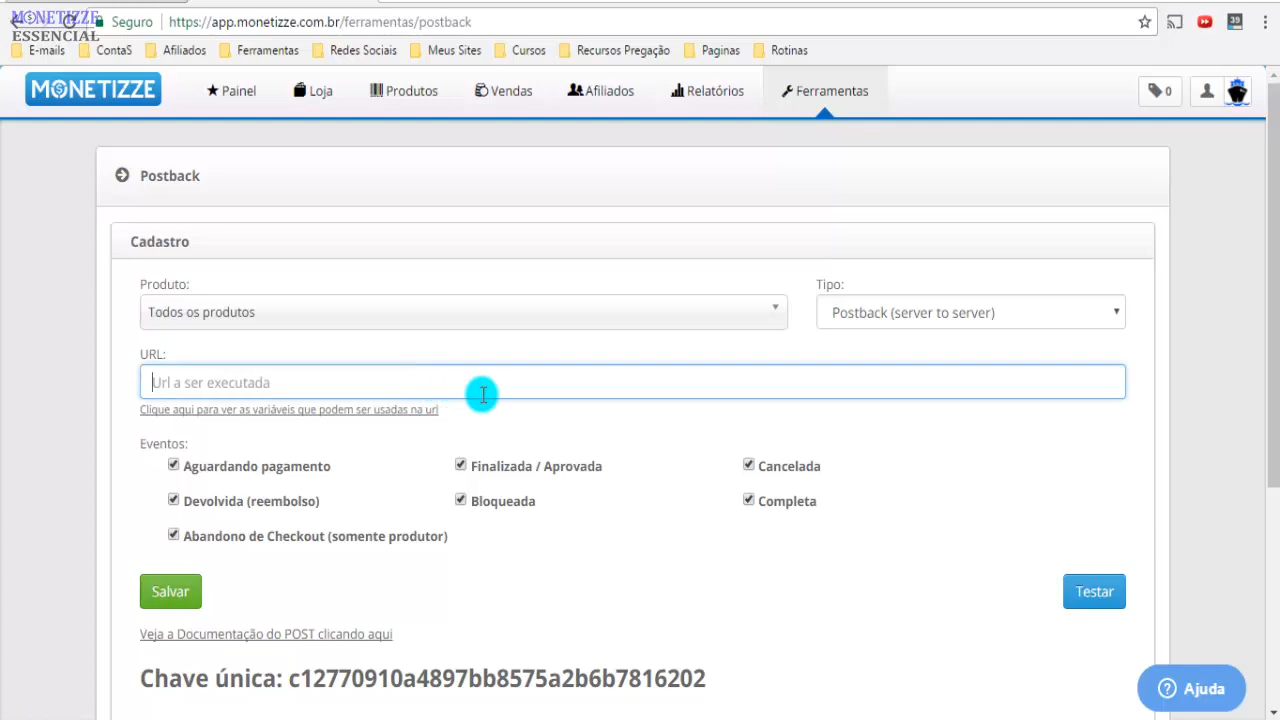 MONETIZZE
ESSENCIAL
Seguro
https://app.monetizze.com.br/ferramentas/postback
39
E-mails
ContaS
Afiliados
Ferramentas
Redes Sociais
Meus Sites
Cursos
Recursos Pregação
Paginas
Rotinas
MONETIZZE
Painel
Loja
Produtos
Vendas
Afiliados
Relatórios
Ferramentas
0
Postback
Cadastro
Produto:
Tipo:
Todos os produtos
Postback (server to server)
URL:
Url a ser executada
Clique aqui para ver as variáveis que podem ser usadas na url
Eventos:
Aguardando pagamento
Finalizada / Aprovada
Cancelada
Devolvida (reembolso)
Bloqueada
Completa
Abandono de Checkout (somente produtor)
Salvar
Testar
Veja a Documentação do POST clicando aqui
Chave única: c12770910a4897bb8575a2b6b7816202
Ajuda